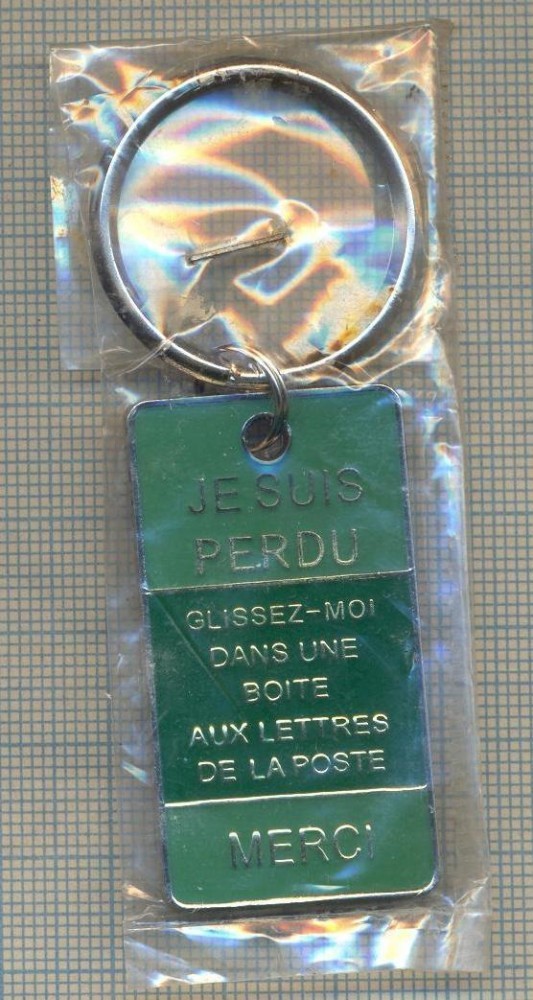 JE SUIS
PERDU
GLISSEZ-MOI
DANS UNE
BOITE
AUX LETTRES
DE LA POSTE
MERCI